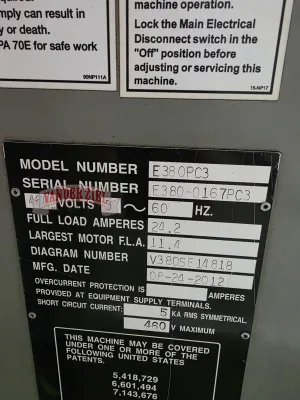 mply can result in
y or death.
PA 70E for safe work
90NP111A
machine operation.
Lock the Main Electrical
Disconnect switch in the
"Off" position before
adjusting or servicing this
machine.
15-NP17
MODEL NUMBER E380PC3
SERIAL NUMBER E380-0167PC3
VOLTS ~ 60 HZ.
FULL LOAD AMPERES 24.2
LARGEST MOTOR F.L.A. 11.4
DIAGRAM NUMBER V380SE14818
MFG. DATE 08-24-2012
OVERCURRENT PROTECTION IS AMPERES
PROVIDED AT EQUIPMENT SUPPLY TERMINALS.
SHORT CIRCUIT CURRENT: 5 KA RMS SYMMETRICAL.
460 V MAXIMUM
THIS MACHINE MAY BE COVERED
UNDER ONE OR MORE OF THE
FOLLOWING UNITED STATES
PATENTS.
5,418,729
6,601,494
7,143,676